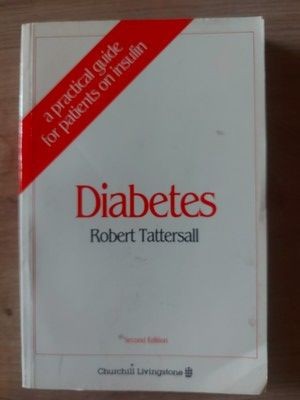 a practical guide
for patients on insulin
Diabetes
Robert Tattersall
Second Edition
Churchill Livingstone